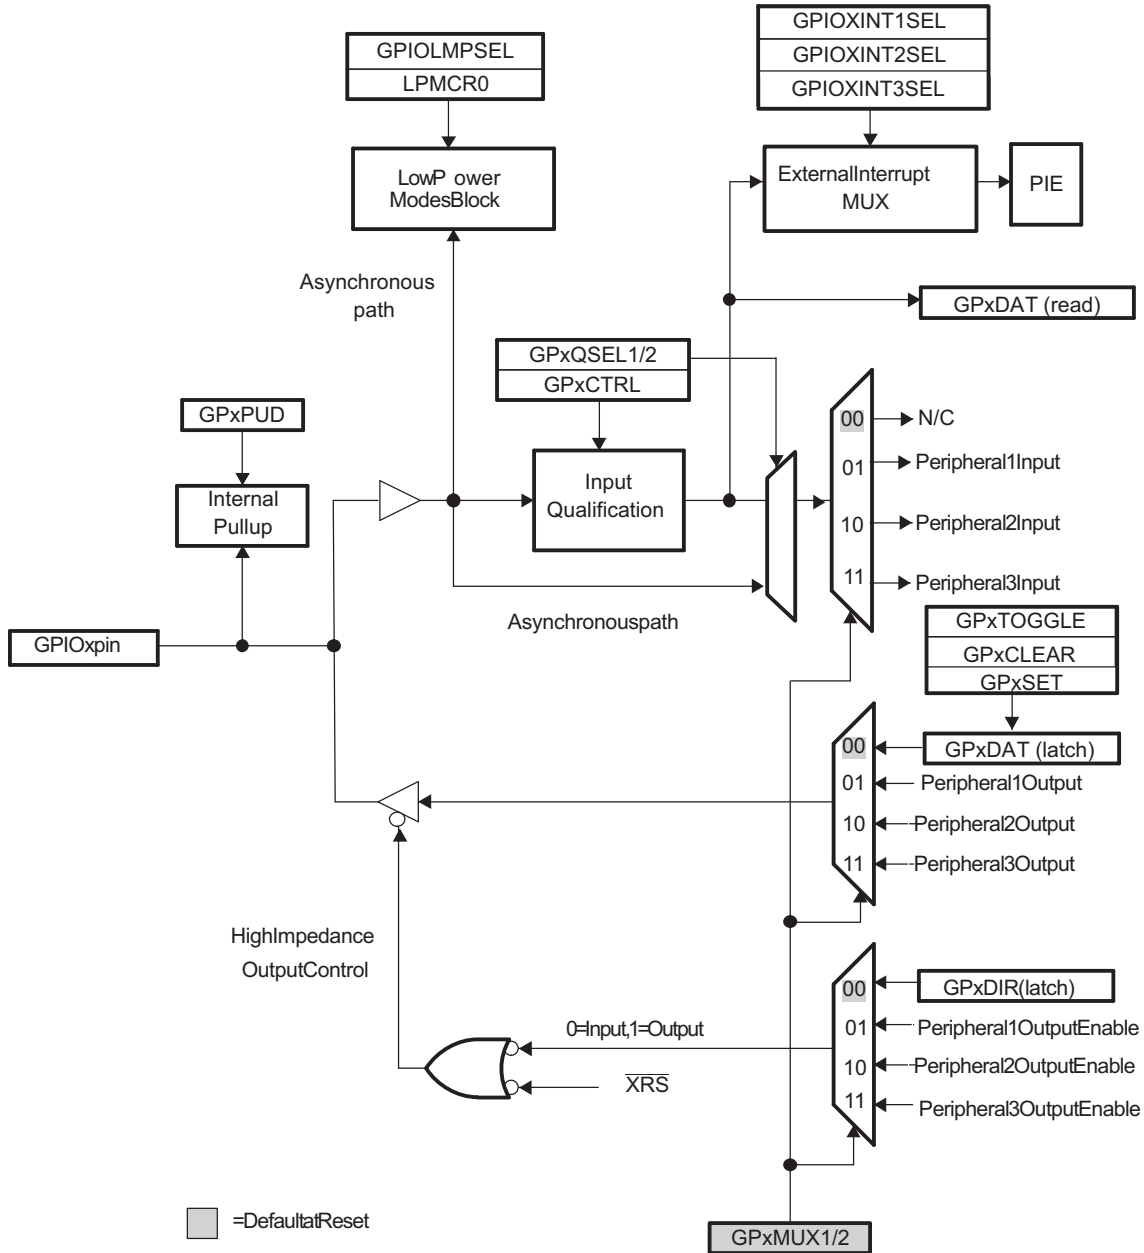 GPIOXINT1SEL
GPIOXINT2SEL
GPIOXINT3SEL
GPIOLMPSEL
LPMCR0
LowP ower
ModesBlock
ExternalInterrupt
MUX
PIE
Asynchronous
path
GPxDAT (read)
GPxQSEL1/2
GPxCTRL
GPxPUD
Internal
Pullup
Input
Qualification
00
N/C
01
Peripheral1Input
10
Peripheral2Input
11
Peripheral3Input
Asynchronouspath
GPIOxpin
GPxTOGGLE
GPxCLEAR
GPxSET
00
GPxDAT (latch)
01
Peripheral1Output
10
Peripheral2Output
11
Peripheral3Output
HighImpedance
OutputControl
00
GPxDIR(latch)
0=Input,1=Output
01
Peripheral1OutputEnable
10
Peripheral2OutputEnable
XRS
11
Peripheral3OutputEnable
=DefaultatReset
GPxMUX1/2